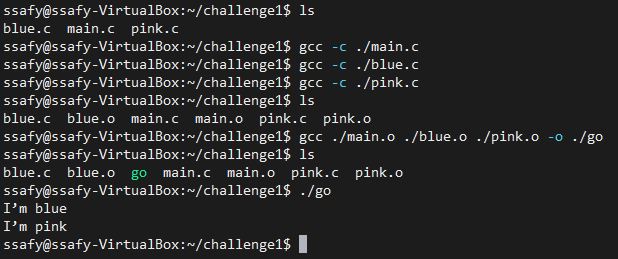 ssafy@ssafy-VirtualBox:~/challenge1$ ls
blue.c  main.c  pink.c
ssafy@ssafy-VirtualBox:~/challenge1$ gcc -c ./main.c
ssafy@ssafy-VirtualBox:~/challenge1$ gcc -c ./blue.c
ssafy@ssafy-VirtualBox:~/challenge1$ gcc -c ./pink.c
ssafy@ssafy-VirtualBox:~/challenge1$ ls
blue.c  blue.o  main.c  main.o  pink.c  pink.o
ssafy@ssafy-VirtualBox:~/challenge1$ gcc ./main.o ./blue.o ./pink.o -o ./go
ssafy@ssafy-VirtualBox:~/challenge1$ ls
blue.c  blue.o  go  main.c  main.o  pink.c  pink.o
ssafy@ssafy-VirtualBox:~/challenge1$ ./go
I’m blue
I’m pink
ssafy@ssafy-VirtualBox:~/challenge1$